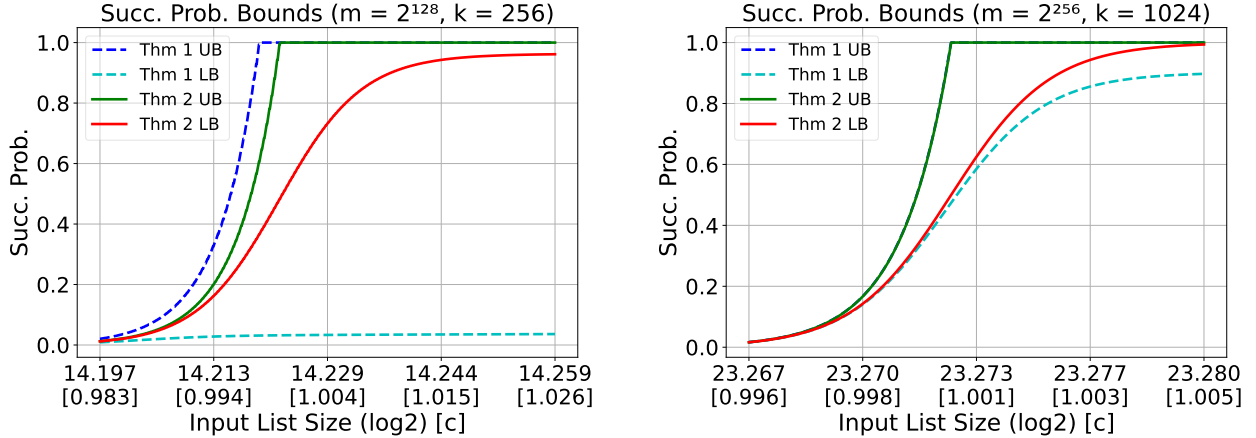 Succ. Prob. Bounds (m = 2¹²⁸, k = 256)
Succ. Prob.
1.0
0.8
0.6
0.4
0.2
0.0
Thm 1 UB
Thm 1 LB
Thm 2 UB
Thm 2 LB
14.197 14.213 14.229 14.244 14.259
[0.983] [0.994] [1.004] [1.015] [1.026]
Input List Size (log2) [c]
Succ. Prob. Bounds (m = 2²⁵⁶, k = 1024)
Succ. Prob.
1.0
0.8
0.6
0.4
0.2
0.0
Thm 1 UB
Thm 1 LB
Thm 2 UB
Thm 2 LB
23.267 23.270 23.273 23.277 23.280
[0.996] [0.998] [1.001] [1.003] [1.005]
Input List Size (log2) [c]